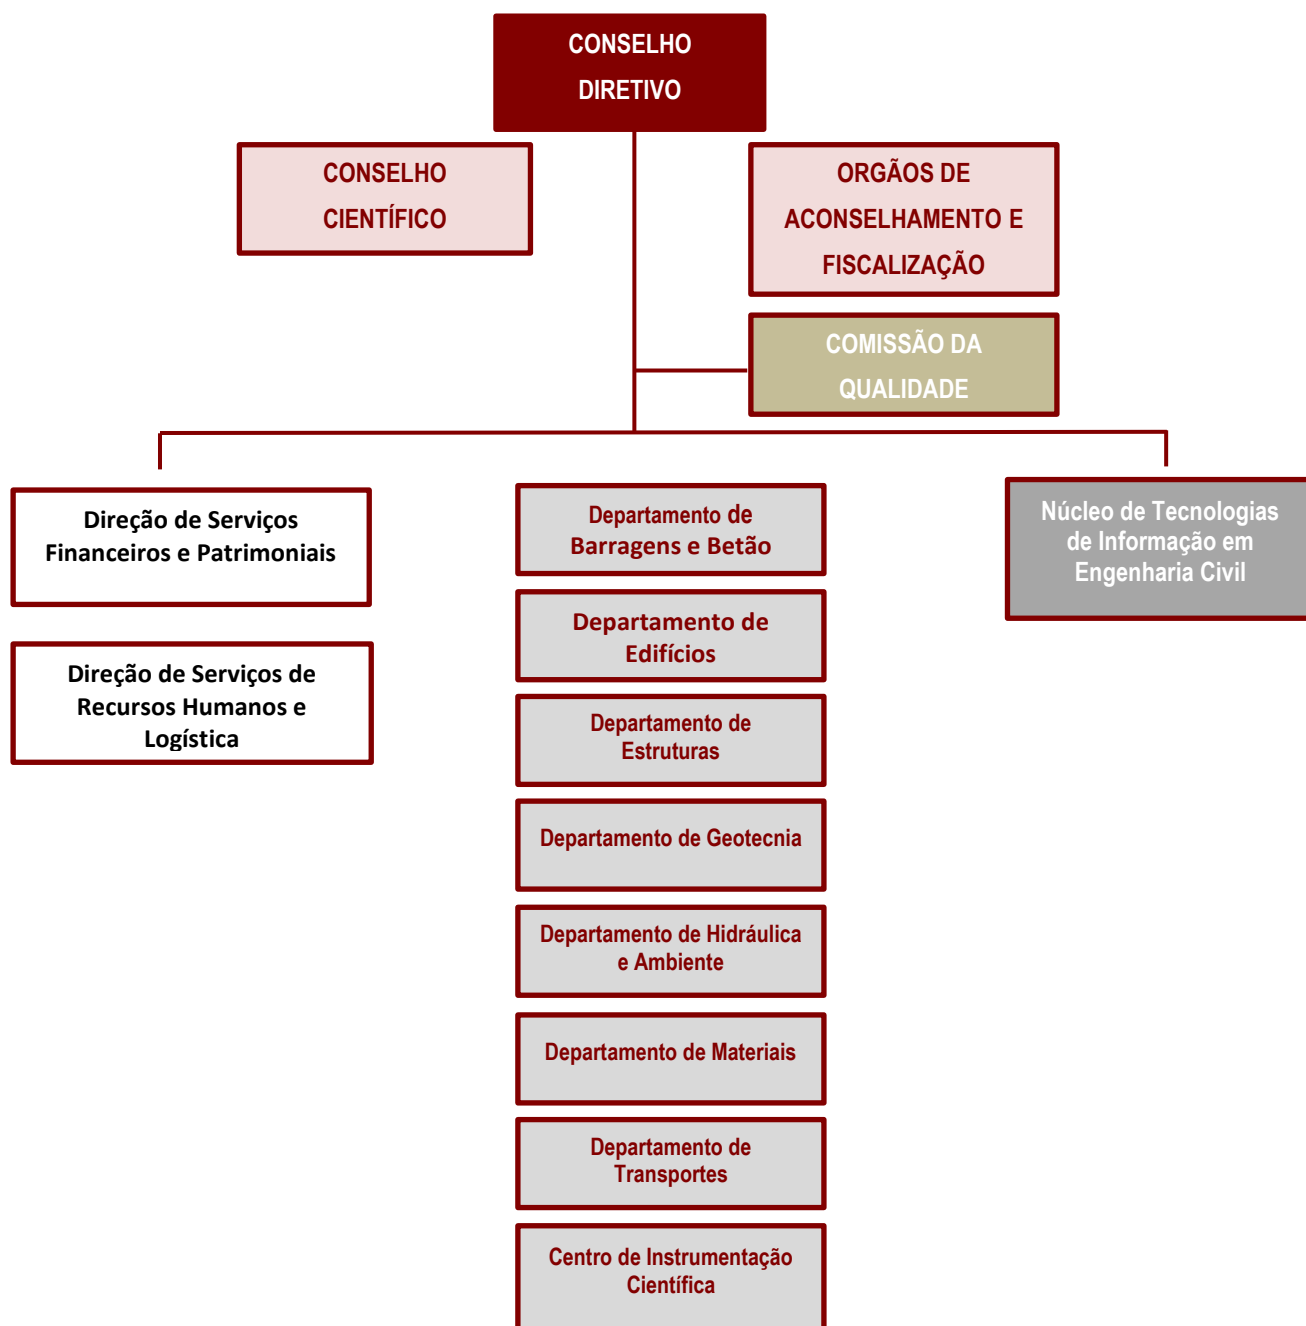 CONSELHO
DIRETIVO
CONSELHO
CIENTÍFICO
ORGÃOS DE
ACONSELHAMENTO E
FISCALIZAÇÃO
COMISSÃO DA
QUALIDADE
Direção de Serviços
Financeiros e Patrimoniais
Direção de Serviços de
Recursos Humanos e
Logística
Departamento de
Barragens e Betão
Departamento de
Edifícios
Departamento de
Estruturas
Departamento de Geotecnia
Departamento de Hidráulica
e Ambiente
Departamento de Materiais
Departamento de
Transportes
Centro de Instrumentação
Científica
Núcleo de Tecnologias
de Informação em
Engenharia Civil